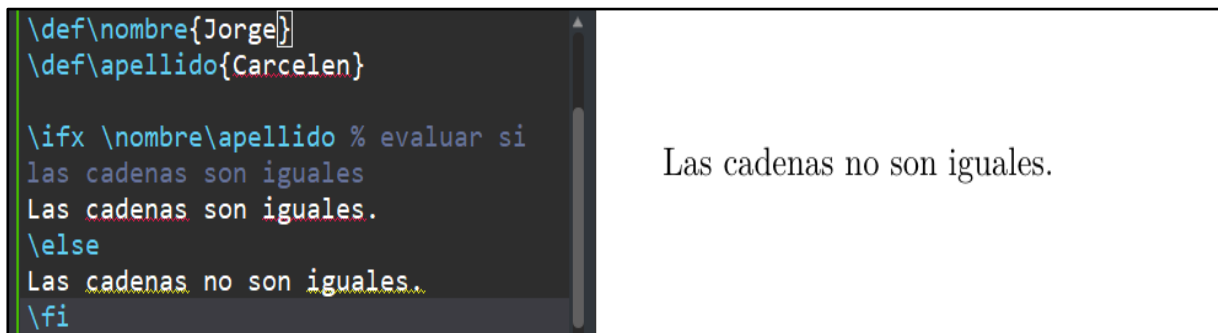 \def\nombre{Jorge}
\def\apellido{Carcelen}
\ifx \nombre\apellido % evaluar si
las cadenas son iguales
Las cadenas son iguales.
\else
Las cadenas no son iguales.
\fi
Las cadenas no son iguales.